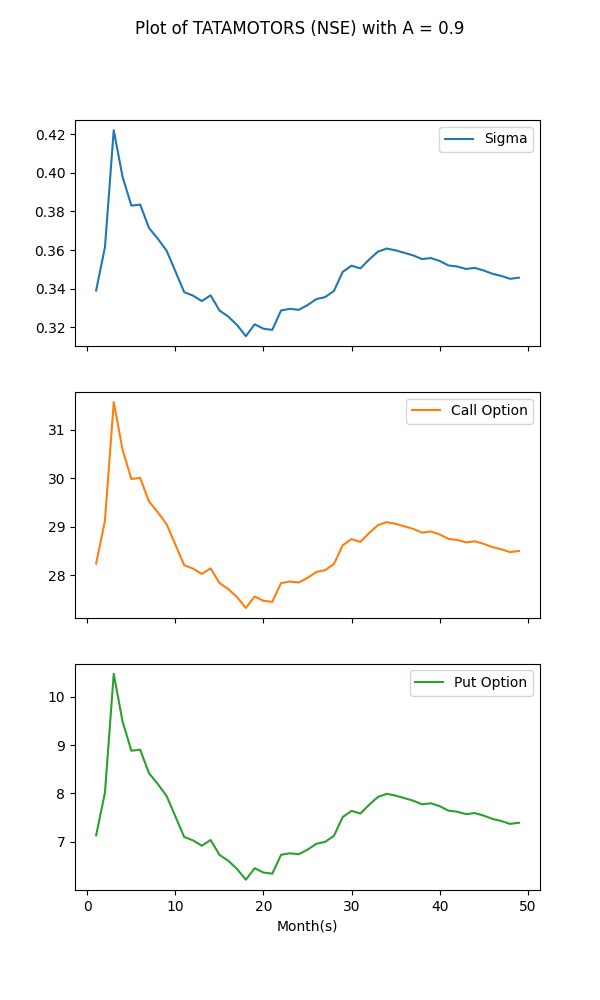 Plot of TATAMOTORS (NSE) with A = 0.9
0.42
0.40
0.38
0.36
0.34
0.32
Sigma
31
30
29
28
Call Option
10
9
8
7
Put Option
0 10 20 30 40 50
Month(s)